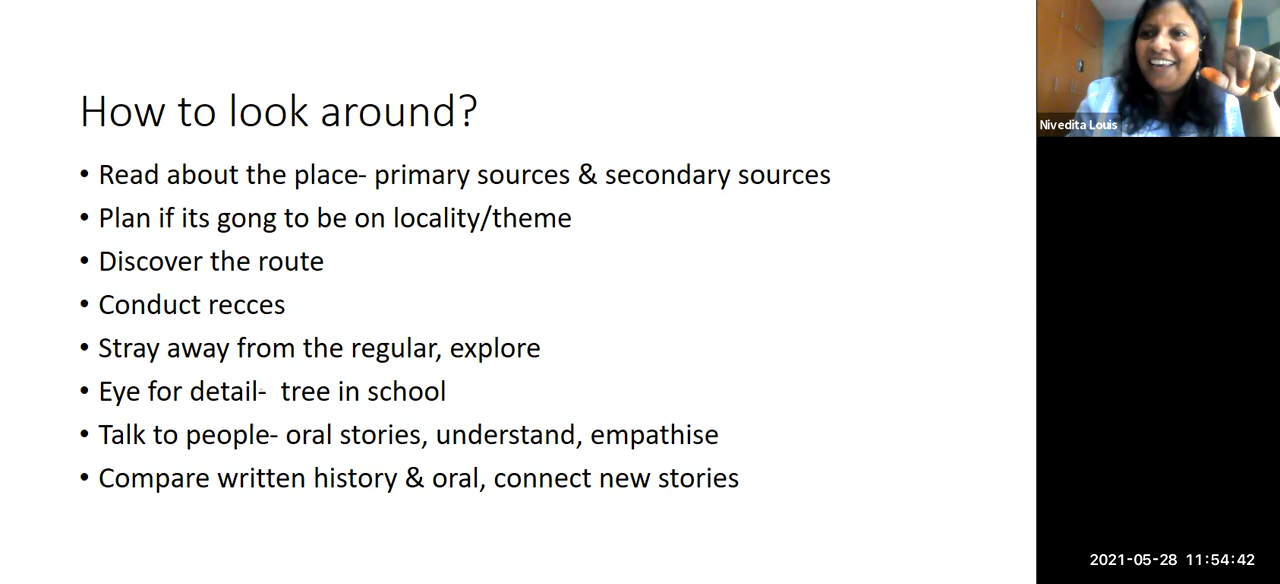 How to look around?
• Read about the place- primary sources & secondary sources
• Plan if its gong to be on locality/theme
• Discover the route
• Conduct recces
• Stray away from the regular, explore
• Eye for detail-  tree in school
• Talk to people- oral stories, understand, empathise
• Compare written history & oral, connect new stories
Nivedita Louis
2021-05-28 11:54:42